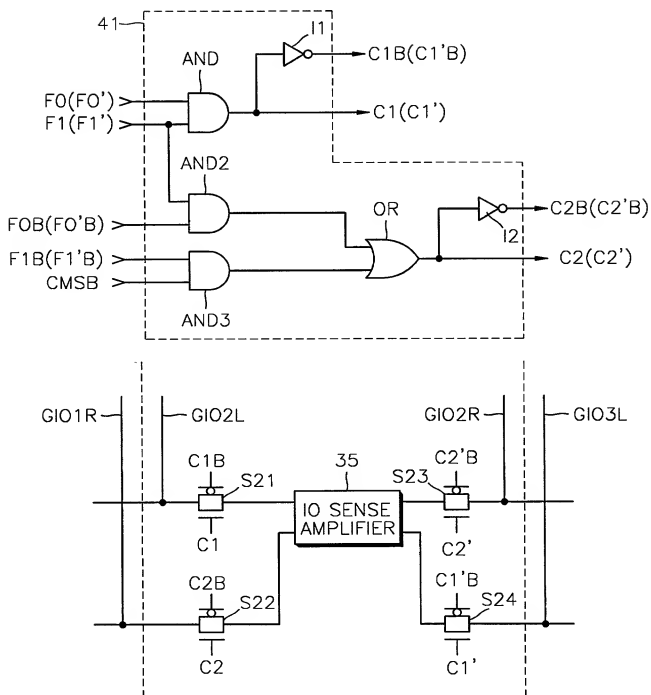 41
I1
AND
C1B(C1'B)
F0(F0')
F1(F1')
C1(C1')
AND2
OR
F0B(F0'B)
I2
C2B(C2'B)
F1B(F1'B)
CMSB
C2(C2')
AND3
GIO1R
GIO2L
GIO2R
GIO3L
C1B
S21
35
S23
C2'B
IO SENSE
AMPLIFIER
C1
C2'
C2B
S22
C1'B
S24
C2
C1'